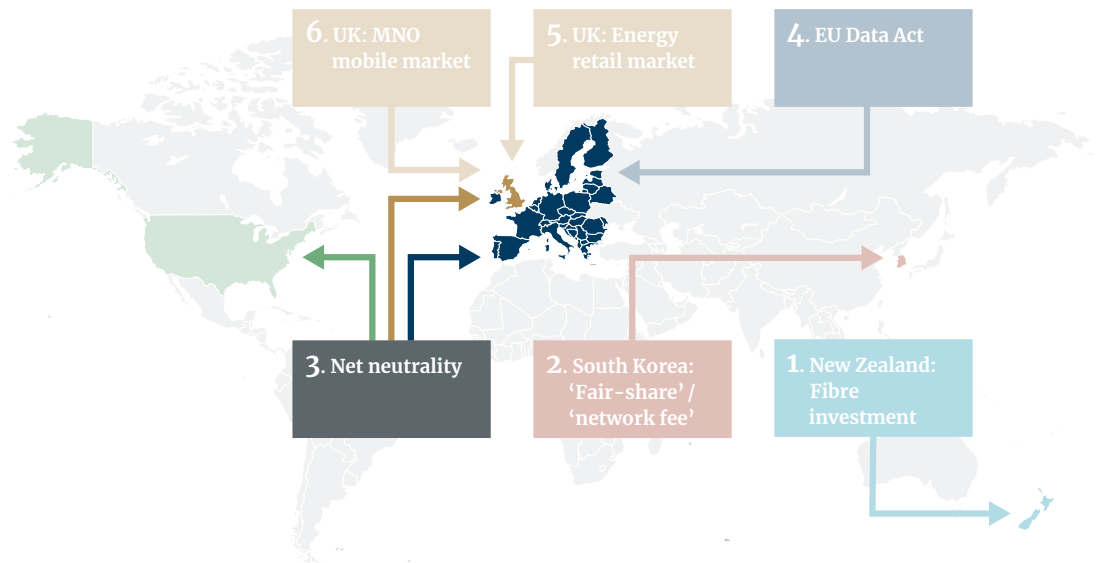 6. UK: MNO
mobile market
5. UK: Energy
retail market
4. EU Data Act
3. Net neutrality
2. South Korea:
‘Fair-share’ /
‘network fee’
1. New Zealand:
Fibre
investment